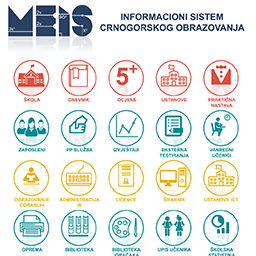 MEIS
INFORMACIONI SISTEM
CRNOGORSKOG OBRAZOVANJA
5+
ŠKOLA
DNEVNIK
OCJENE
USTANOVE
PRAKTIČNA
NASTAVA
ZAPOSLENI
PP SLUŽBA
IZVJEŠTAJI
EKSTERNA
TESTIRANJA
VANREDNI
UČENICI
OBRAZOVANJE
ODRASLIH
ADMINISTRACIJA
IS
LICENCE
ŠIFARNIK
USTANOVE ICT
OPREMA
BIBLIOTEKA
BIBLIOTEKA
IGRAČAKA
UPIS UČENIKA
ŠKOLSKA
STATISTIKA